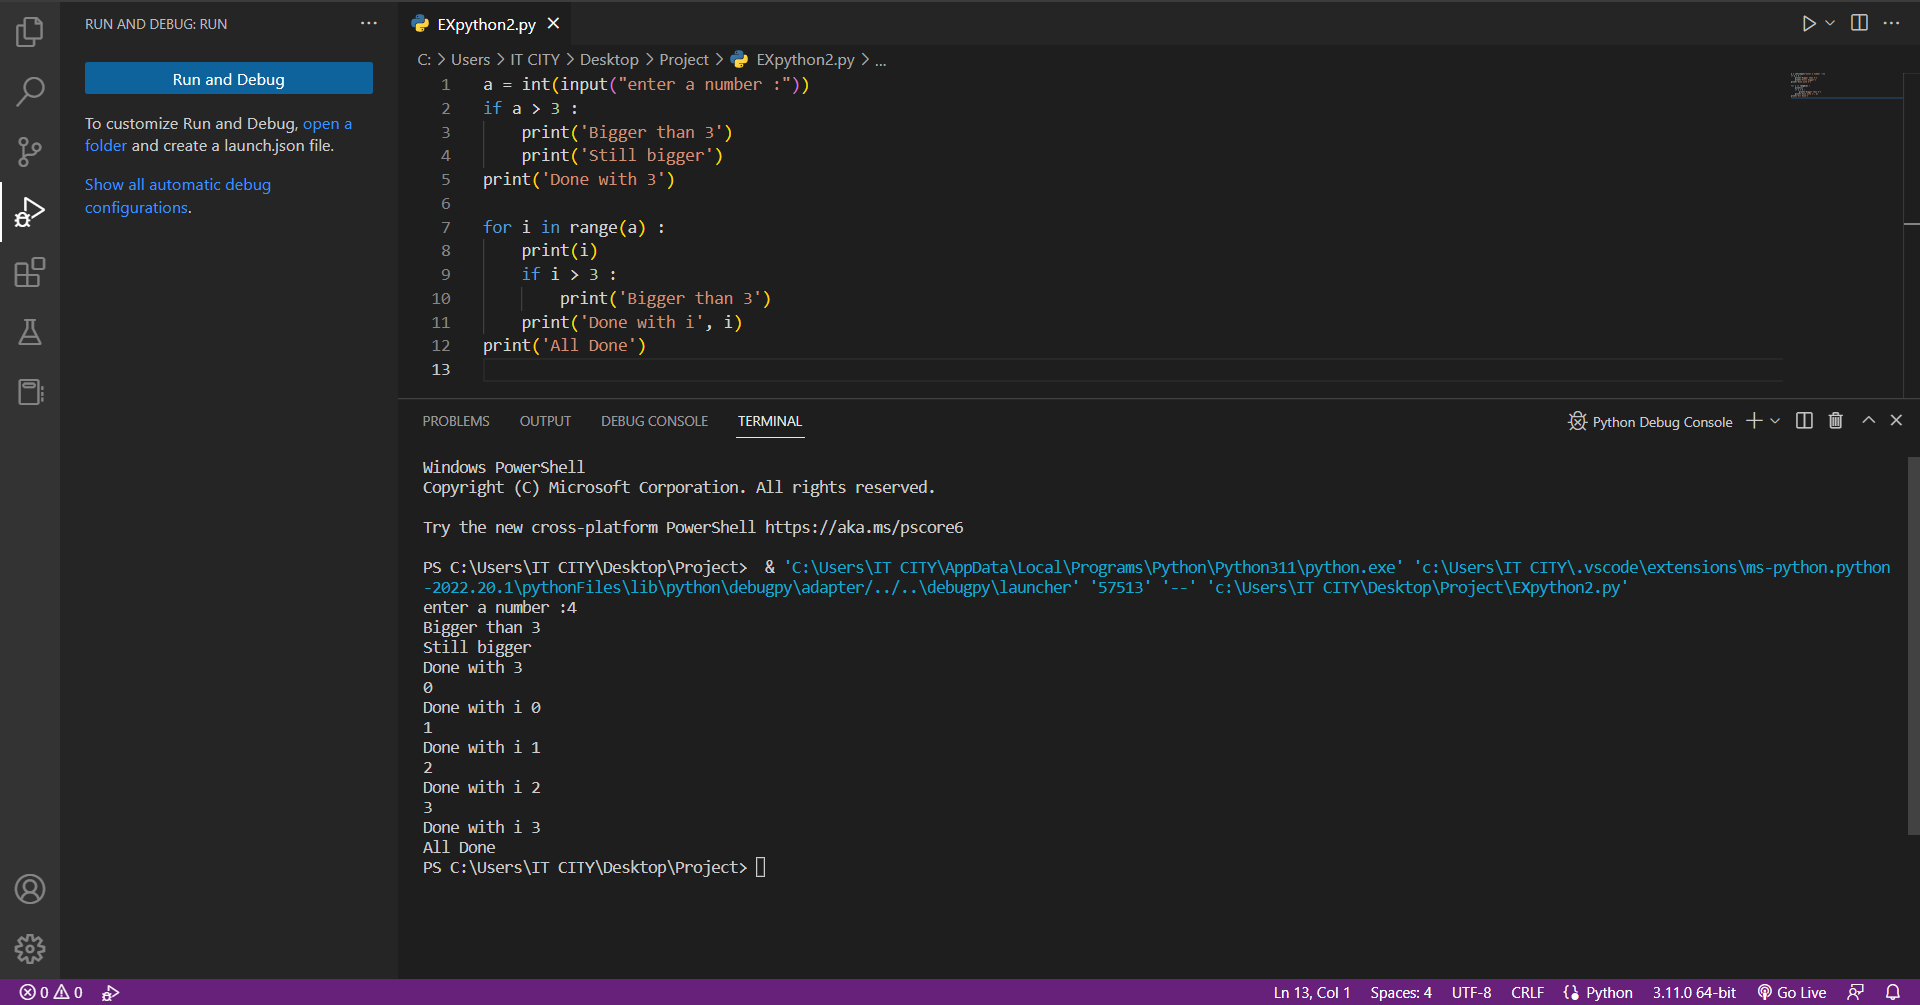 RUN AND DEBUG: RUN
Run and Debug
To customize Run and Debug, open a
folder and create a launch.json file.
Show all automatic debug
configurations.
EXpython2.py
C: > Users > IT CITY > Desktop > Project > EXpython2.py > ...
1 a = int(input("enter a number :"))
2 if a > 3 :
3 print('Bigger than 3')
4 print('Still bigger')
5 print('Done with 3')
6
7 for i in range(a) :
8 print(i)
9 if i > 3 :
10 print('Bigger than 3')
11 print('Done with i', i)
12 print('All Done')
13
PROBLEMS OUTPUT DEBUG CONSOLE TERMINAL Python Debug Console
Windows PowerShell
Copyright (C) Microsoft Corporation. All rights reserved.
Try the new cross-platform PowerShell https://aka.ms/pscore6
PS C:\Users\IT CITY\Desktop\Project>  & 'C:\Users\IT CITY\AppData\Local\Programs\Python\Python311\python.exe' 'c:\Users\IT CITY\.vscode\extensions\ms-python.python
-2022.20.1\pythonFiles\lib\python\debugpy\adapter/../..\debugpy\launcher' '57513' '--' 'c:\Users\IT CITY\Desktop\Project\EXpython2.py'
enter a number :4
Bigger than 3
Still bigger
Done with 3
0
Done with i 0
1
Done with i 1
2
Done with i 2
3
Done with i 3
All Done
PS C:\Users\IT CITY\Desktop\Project>
0 0 Ln 13, Col 1 Spaces: 4 UTF-8 CRLF Python 3.11.0 64-bit Go Live